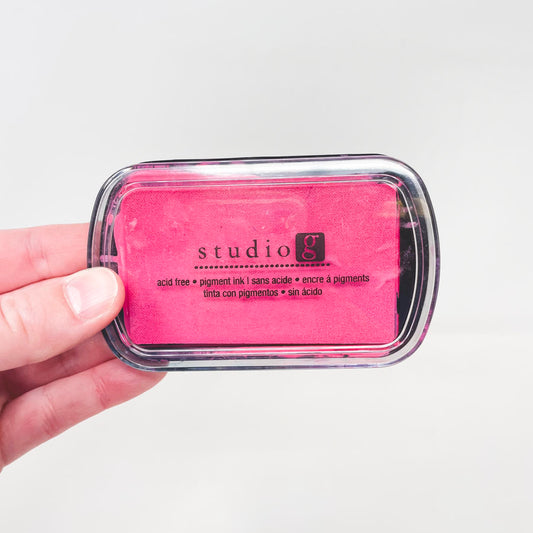 studio g
acid free • pigment ink | sans acide • encre à pigments
tinta con pigmentos • sin ácido